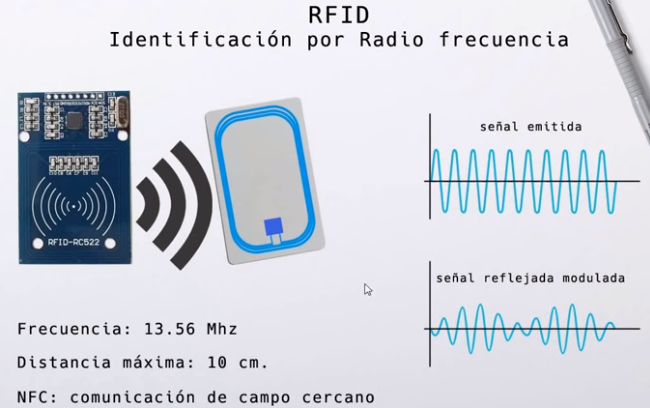 RFID
Identificación por Radio frecuencia
RFID-RC522
señal emitida
señal reflejada modulada
Frecuencia: 13.56 Mhz
Distancia máxima: 10 cm.
NFC: comunicación de campo cercano